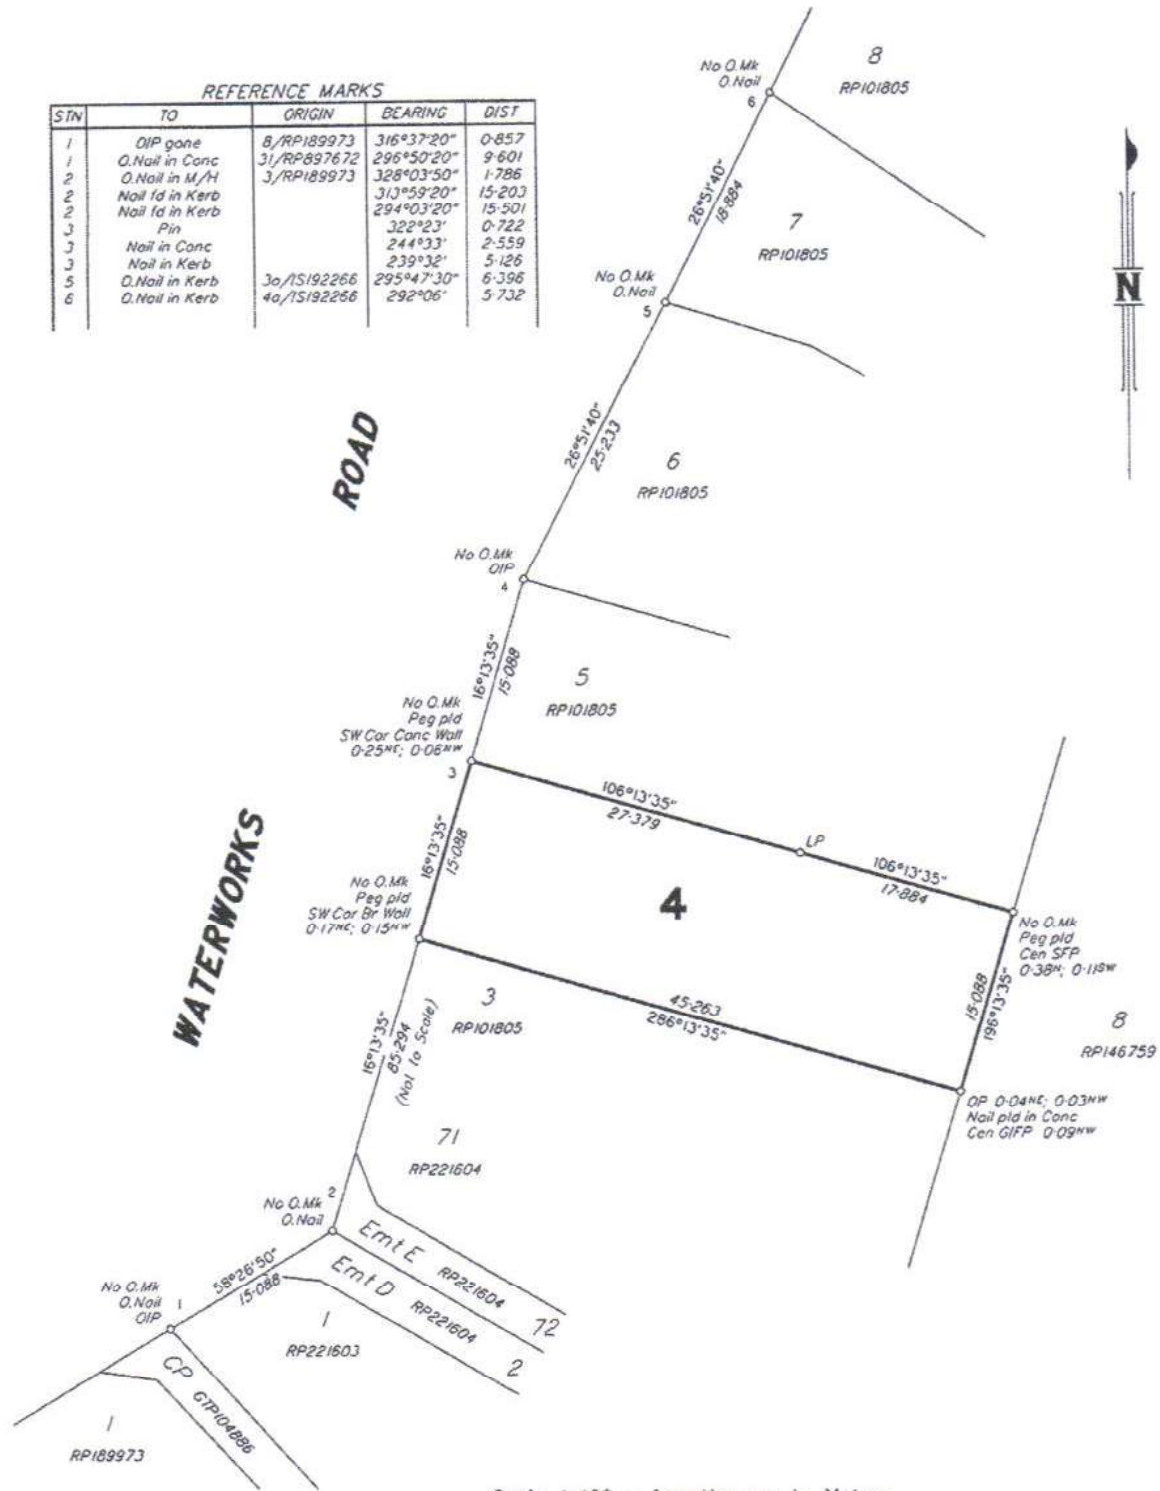 REFERENCE MARKS
STN TO ORIGIN BEARING DIST
1 OIP gone 8/RP189973 316°37'20" 0·857
1 O.Nail in Conc 31/RP897672 296°50'20" 9·601
2 O.Nail in M/H 3/RP189973 328°03'50" 1·786
2 Nail fd in Kerb 313°59'20" 15·203
2 Nail fd in Kerb 294°03'20" 15·501
3 Pin 322°23' 0·722
3 Nail in Conc 244°33' 2·559
3 Nail in Kerb 239°32' 5·126
5 O.Nail in Kerb 3a/IS192266 295°47'30" 6·396
6 O.Nail in Kerb 4a/IS192266 292°06' 5·732
No O.Mk
O.Nail
6
8
RP101805
N
26°51'40"
18·884
7
RP101805
No O.Mk
O.Nail
5
26°51'40"
25·233
6
RP101805
ROAD
No O.Mk
OIP
4
16°13'35"
15·088
5
RP101805
No O.Mk
Peg pld
SW Cor Conc Wall
0·25NE; 0·06NW
3
106°13'35"
27·379
LP
106°13'35"
17·884
16°13'35"
15·088
4
WATERWORKS
No O.Mk
Peg pld
SW Cor Br Wall
0·17NE; 0·15NW
No O.Mk
Peg pld
Cen SFP
0·38N; 0·11SW
15·088
196°13'35"
45·263
286°13'35"
3
RP101805
8
RP146759
16°13'35"
85·294
(Not to Scale)
OP 0·04NE; 0·03NW
Nail pld in Conc
Cen GIFP 0·09NW
71
RP221604
No O.Mk
O.Nail
2
Emt E RP221604
72
Emt D RP221604
2
58°26'50"
15·088
No O.Mk
O.Nail
OIP
1
1
RP221603
CP GTP104886
1
RP189973